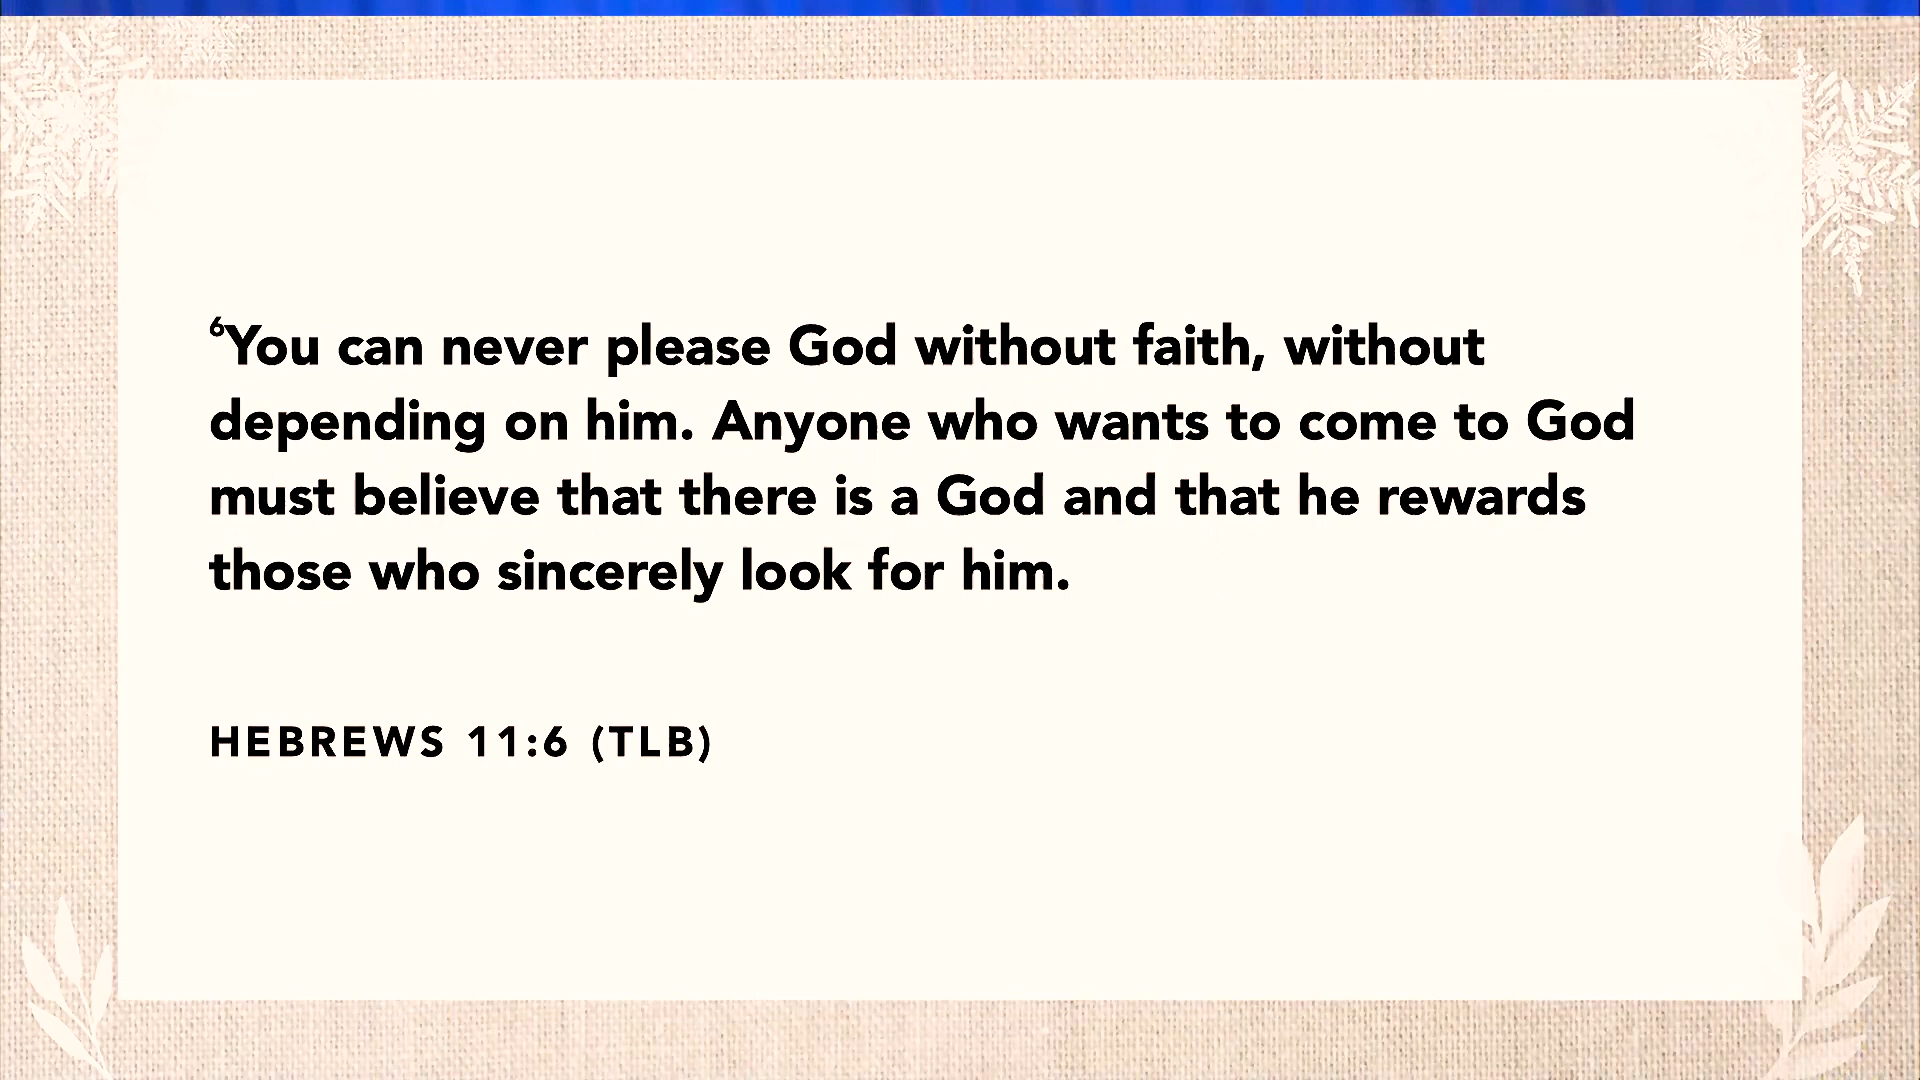 ⁶You can never please God without faith, without
depending on him. Anyone who wants to come to God
must believe that there is a God and that he rewards
those who sincerely look for him.
HEBREWS 11:6 (TLB)